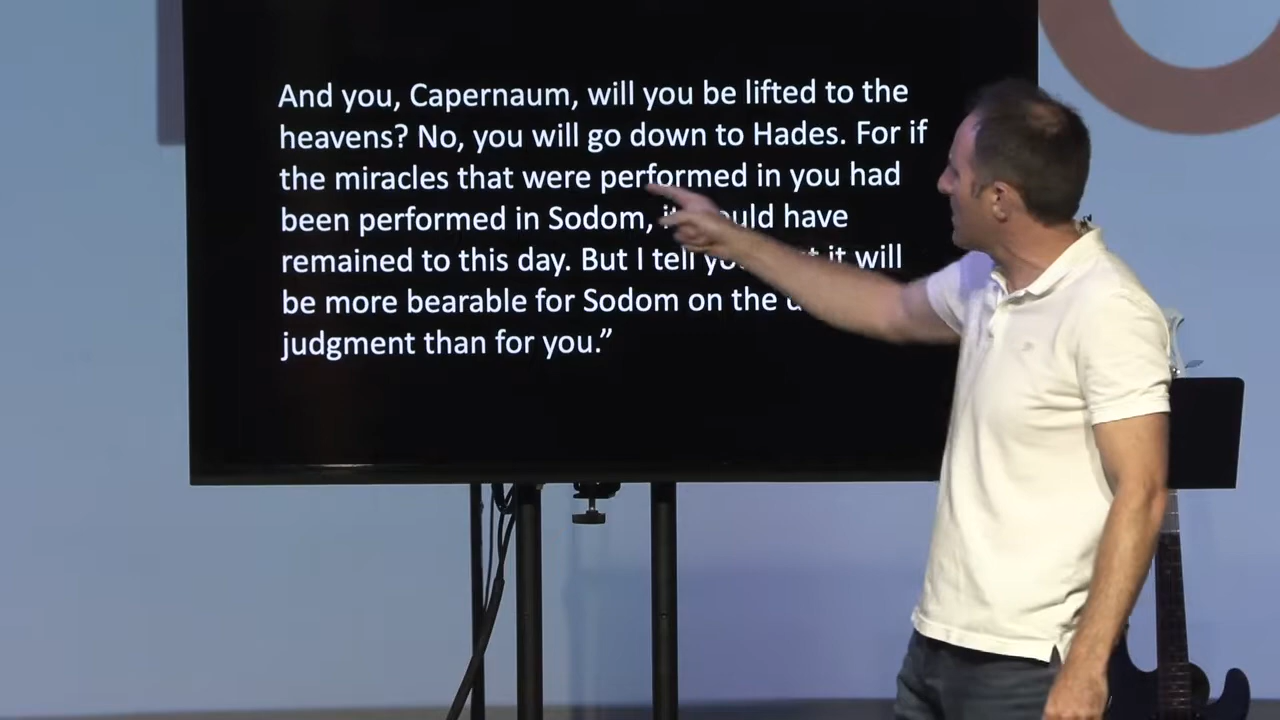 And you, Capernaum, will you be lifted to the
heavens? No, you will go down to Hades. For if
the miracles that were performed in you had
been performed in Sodom, have
remained to this day. But I tell it will
be more bearable for Sodom on the
judgment than for you.”